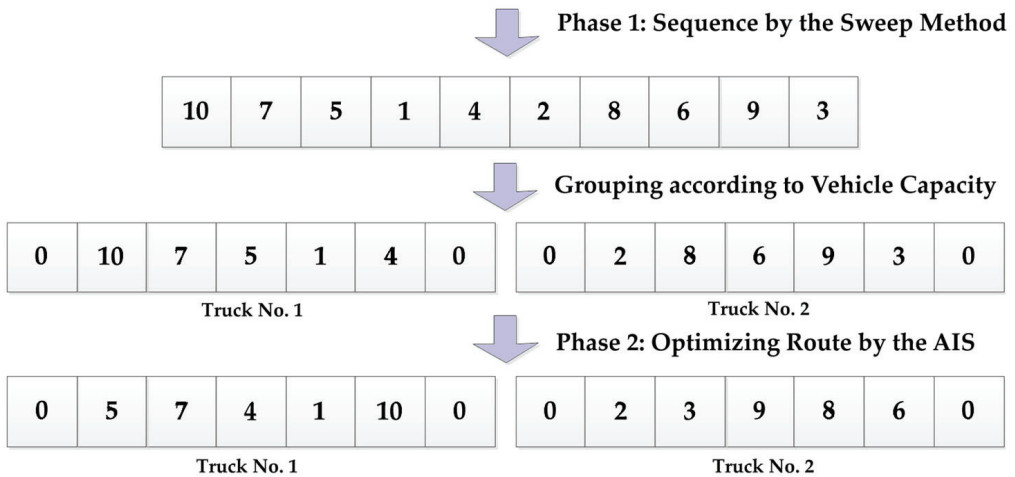 Phase 1: Sequence by the Sweep Method
10 7 5 1 4 2 8 6 9 3
Grouping according to Vehicle Capacity
0 10 7 5 1 4 0 0 2 8 6 9 3 0
Truck No. 1 Truck No. 2
Phase 2: Optimizing Route by the AIS
0 5 7 4 1 10 0 0 2 3 9 8 6 0
Truck No. 1 Truck No. 2